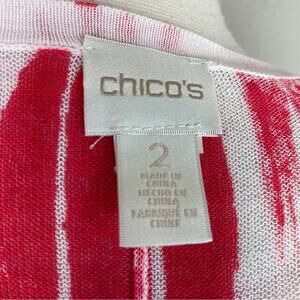 chico's
2
MADE IN
CHINA
HECHO EN
CHINA
FABRIQUÉ EN
CHINE